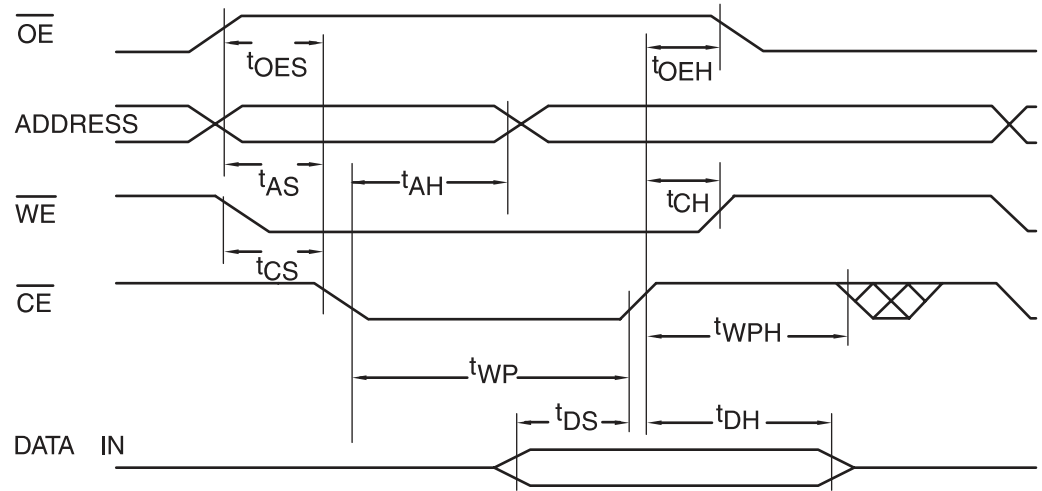 OE
tOES
tOEH
ADDRESS
tAS
tAH
tCH
WE
tCS
CE
tWPH
tWP
tDS
tDH
DATA IN